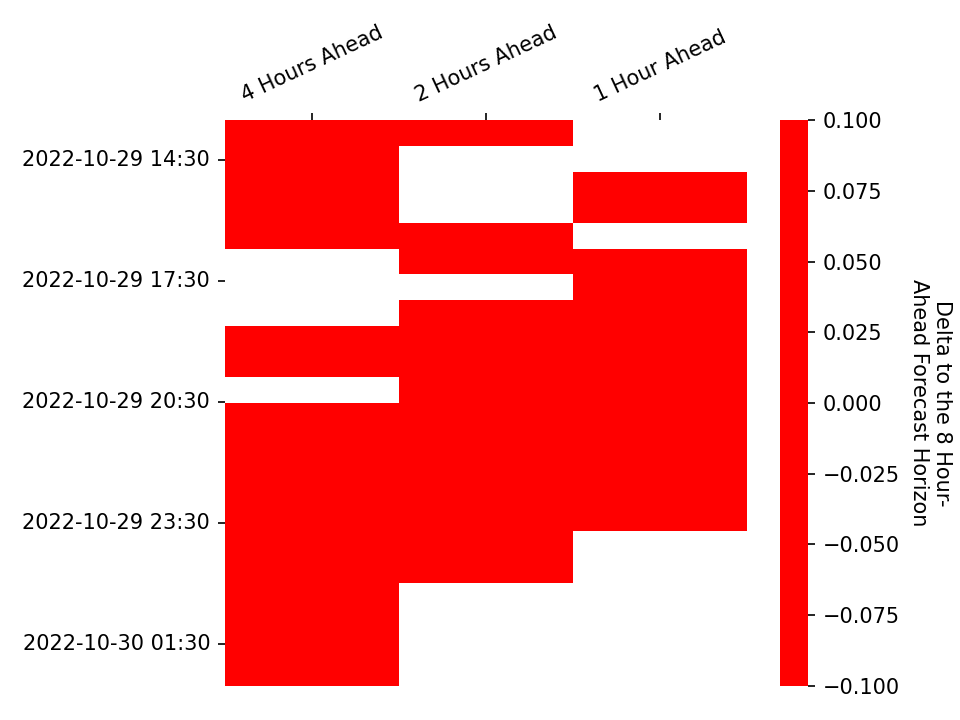 4 Hours Ahead
2 Hours Ahead
1 Hour Ahead
2022-10-29 14:30
2022-10-29 17:30
2022-10-29 20:30
2022-10-29 23:30
2022-10-30 01:30
0.100
0.075
0.050
0.025
0.000
−0.025
−0.050
−0.075
−0.100
Delta to the 8 Hour-
Ahead Forecast Horizon